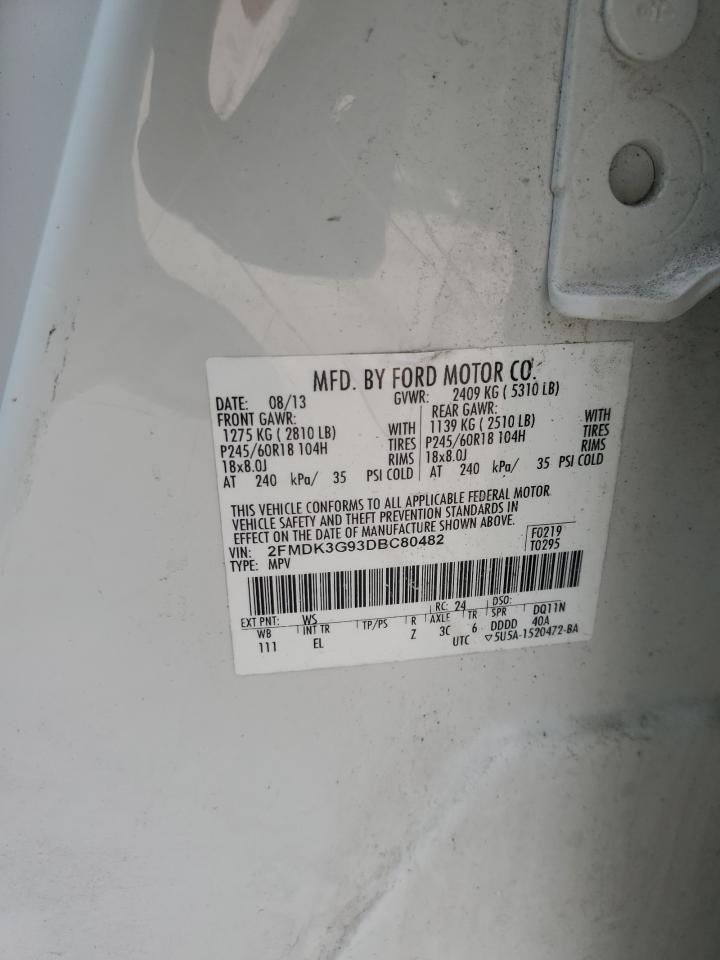 MFD. BY FORD MOTOR CO.
DATE: 08/13 GVWR: 2409 KG ( 5310 LB)
FRONT GAWR: REAR GAWR:
1275 KG ( 2810 LB) WITH 1139 KG ( 2510 LB) WITH
P245/60R18 104H TIRES P245/60R18 104H TIRES
18x8.0J RIMS 18x8.0J RIMS
AT 240 kPa/ 35 PSI COLD AT 240 kPa/ 35 PSI COLD
THIS VEHICLE CONFORMS TO ALL APPLICABLE FEDERAL MOTOR
VEHICLE SAFETY AND THEFT PREVENTION STANDARDS IN
EFFECT ON THE DATE OF MANUFACTURE SHOWN ABOVE.
VIN: 2FMDK3G93DBC80482 F0219
TYPE: MPV T0295
EXT PNT: WS RC: 24 DSO:
WB INT TR TP/PS R AXLE TR SPR DQ11N
111 EL Z 3C 6 DDDD 40A
UTC ▽5U5A-1520472-BA